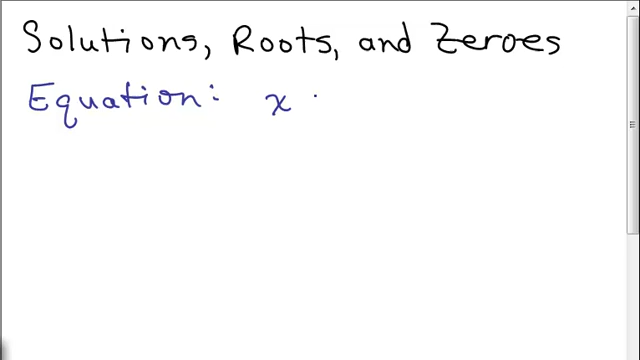 Solutions, Roots, and Zeroes
Equation: x